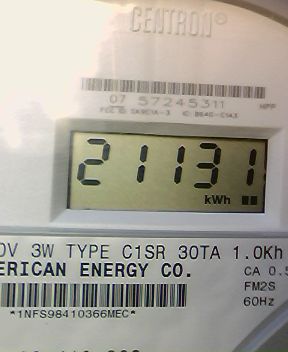 CENTRON®
07 57245311
21131
kWh
0V 3W TYPE C1SR 30TA 1.0Kh
ERICAN ENERGY CO.
CA 0.5
FM2S
60Hz
*1NFS98410366MEC*